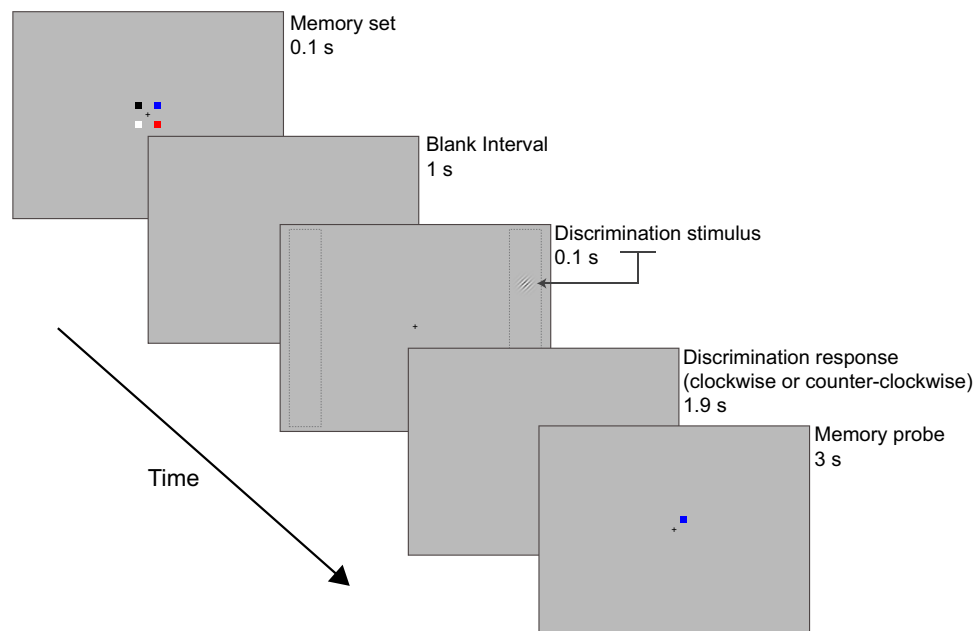 Memory set
0.1 s
Blank Interval
1 s
Discrimination stimulus
0.1 s
Discrimination response
(clockwise or counter-clockwise)
1.9 s
Memory probe
3 s
Time